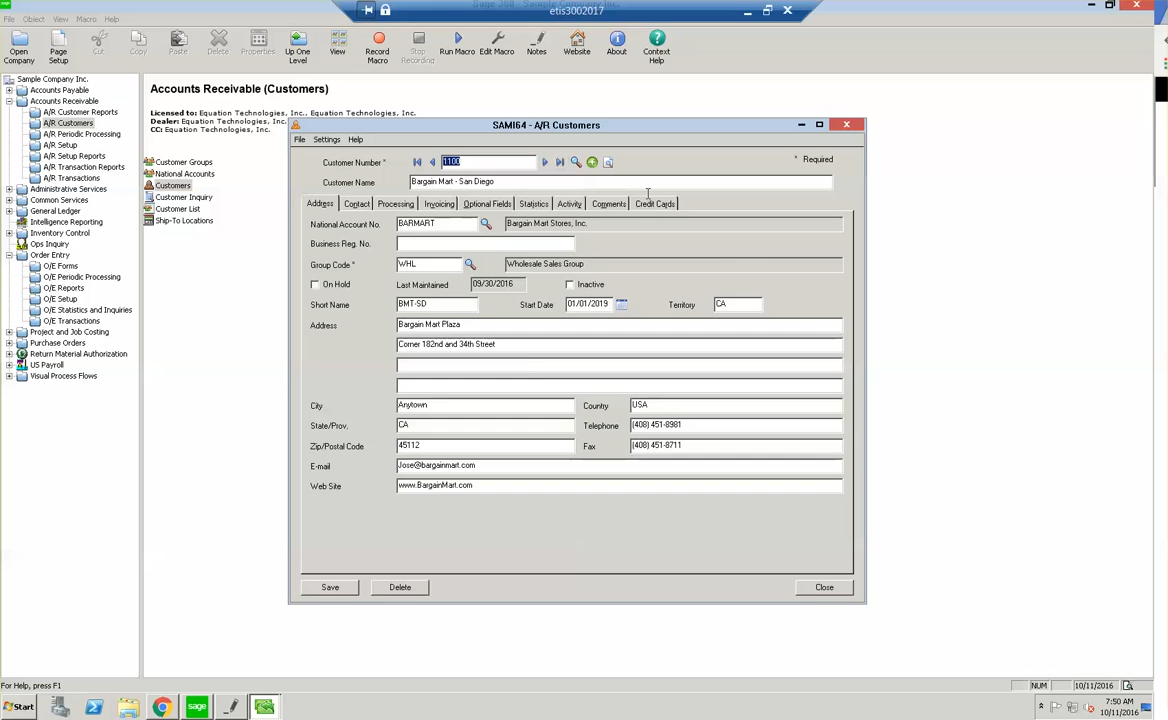 Sage 300 - Sample Company Inc.
etis3002017
File Object View Macro Help
Open Company
Page Setup
Cut
Copy
Paste
Delete
Properties
Up One Level
View
Record Macro
Stop Recording
Run Macro
Edit Macro
Notes
Website
About
Context Help
Sample Company Inc.
Accounts Payable
Accounts Receivable
A/R Customer Reports
A/R Customers
A/R Periodic Processing
A/R Setup
A/R Setup Reports
A/R Transaction Reports
A/R Transactions
Administrative Services
Common Services
General Ledger
Intelligence Reporting
Inventory Control
Ops Inquiry
Order Entry
O/E Forms
O/E Periodic Processing
O/E Reports
O/E Setup
O/E Statistics and Inquiries
O/E Transactions
Project and Job Costing
Purchase Orders
Return Material Authorization
US Payroll
Visual Process Flows
Accounts Receivable (Customers)
Licensed to: Equation Technologies, Inc., Equation Technologies, Inc.
Dealer: Equation Technologies, Inc.
CC: Equation Technologies, Inc.
Customer Groups
National Accounts
Customers
Customer Inquiry
Customer List
Ship-To Locations
SAMI64 - A/R Customers
File Settings Help
Customer Number * 1100 * Required
Customer Name Bargain Mart - San Diego
Address Contact Processing Invoicing Optional Fields Statistics Activity Comments Credit Cards
National Account No. BARMART Bargain Mart Stores, Inc.
Business Reg. No.
Group Code * WHL Wholesale Sales Group
On Hold Last Maintained 09/30/2016 Inactive
Short Name BMT-SD Start Date 01/01/2019 Territory CA
Address Bargain Mart Plaza
Corner 182nd and 34th Street
City Anytown Country USA
State/Prov. CA Telephone (408) 451-8981
Zip/Postal Code 45112 Fax (408) 451-8711
E-mail Jose@bargainmart.com
Web Site www.BargainMart.com
Save Delete Close
For Help, press F1
NUM 10/11/2016
Start sage
7:50 AM
10/11/2016